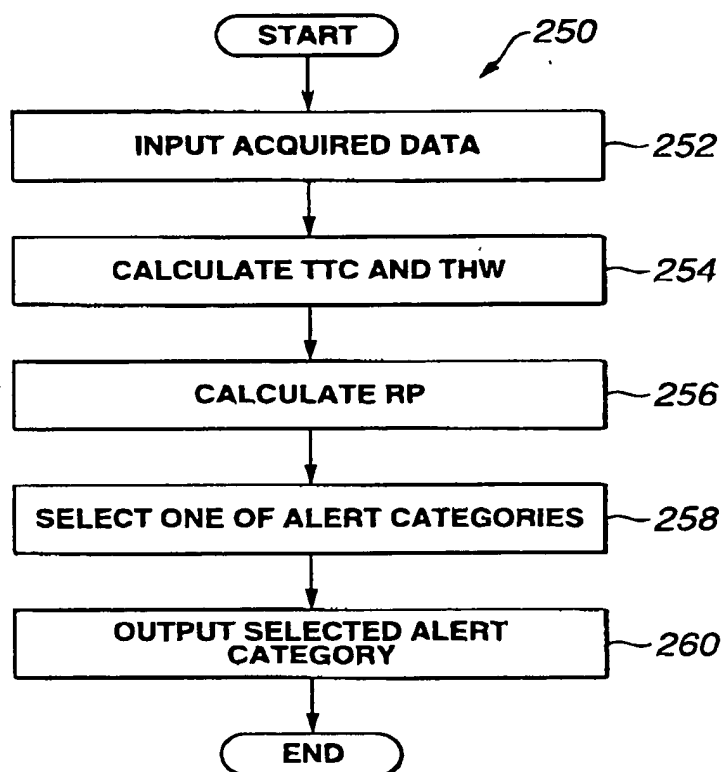 START
250
INPUT ACQUIRED DATA
252
CALCULATE TTC AND THW
254
CALCULATE RP
256
SELECT ONE OF ALERT CATEGORIES
258
OUTPUT SELECTED ALERT
CATEGORY
260
END